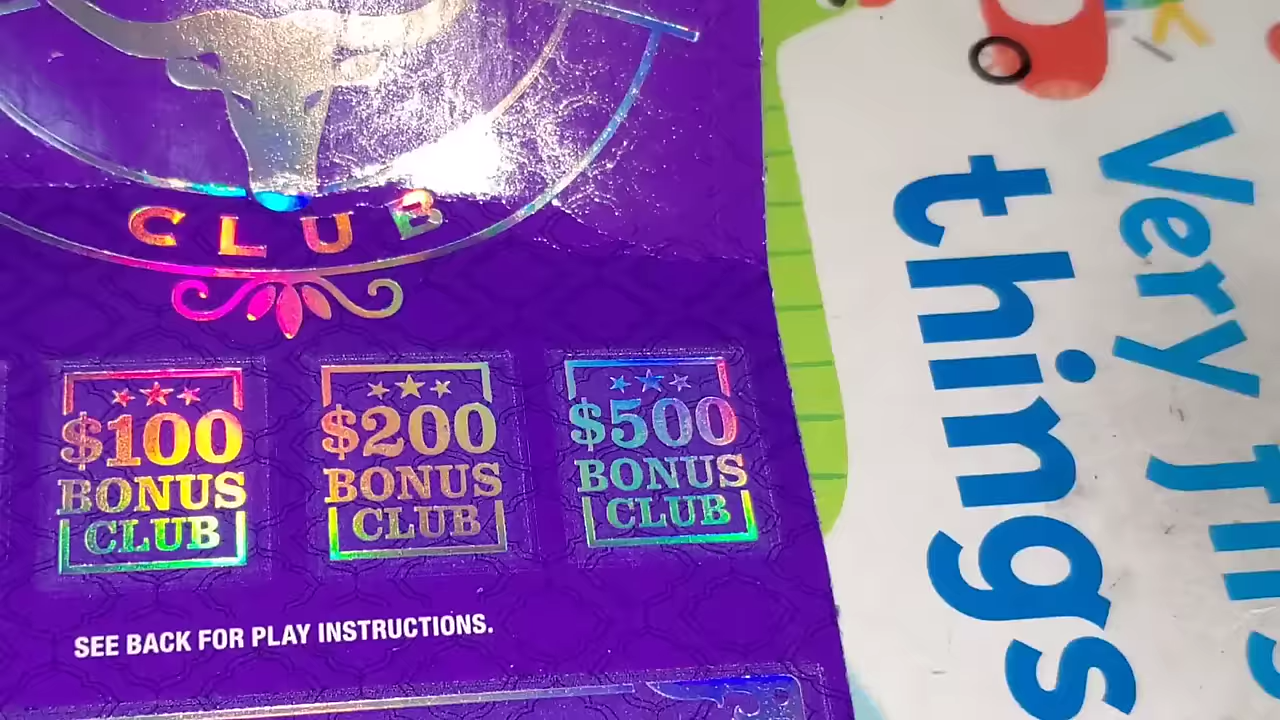 CLUB
$100
BONUS
CLUB
$200
BONUS
CLUB
$500
BONUS
CLUB
SEE BACK FOR PLAY INSTRUCTIONS.
Very
things